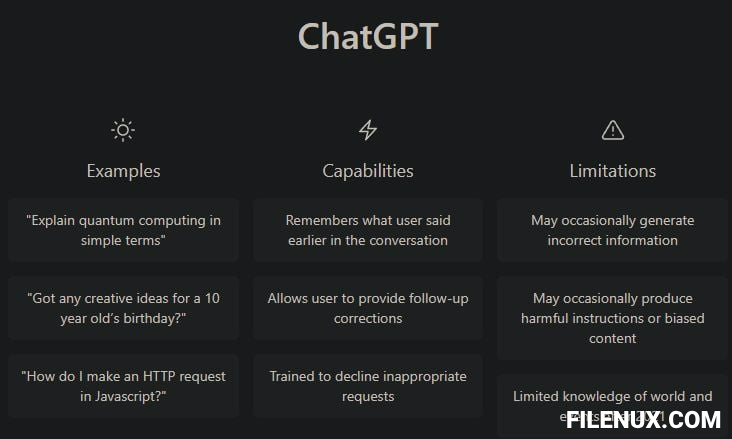 ChatGPT
Examples
"Explain quantum computing in
simple terms"
"Got any creative ideas for a 10
year old's birthday?"
"How do I make an HTTP request
in Javascript?"
Capabilities
Remembers what user said
earlier in the conversation
Allows user to provide follow-up
corrections
Trained to decline inappropriate
requests
Limitations
May occasionally generate
incorrect information
May occasionally produce
harmful instructions or biased
content
Limited knowledge of world and
FILENUX.COM